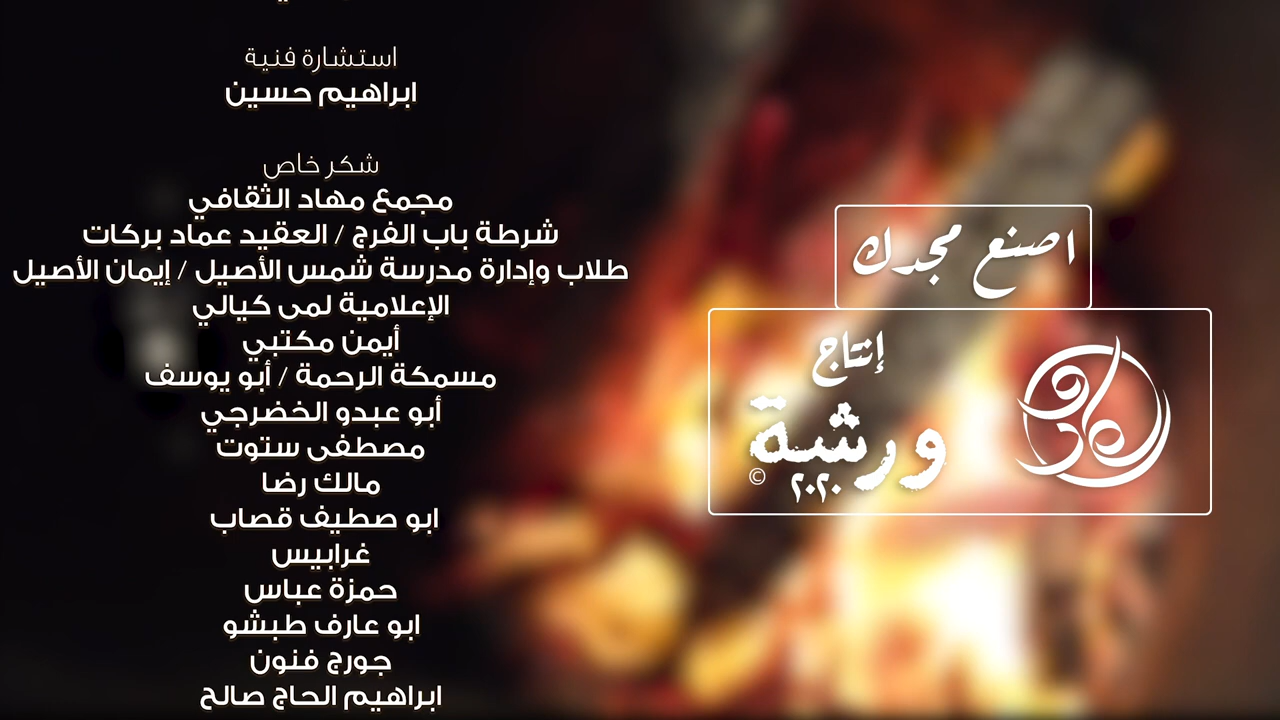 استشارة فنية
ابراهيم حسين
شكر خاص
مجمع مهاد الثقافي
شرطة باب الفرج / العقيد عماد بركات
طلاب وإدارة مدرسة شمس الأصيل / إيمان الأصيل
الإعلامية لمى كيالي
أيمن مكتبي
مسمكة الرحمة / أبو يوسف
أبو عبدو الخضرجي
مصطفى ستوت
مالك رضا
ابو صطيف قصاب
غرابيس
حمزة عباس
ابو عارف طبشو
جورج فنون
ابراهيم الحاج صالح
اصنع مجدك
إنتاج
ورشة
© ٢٠٢٠